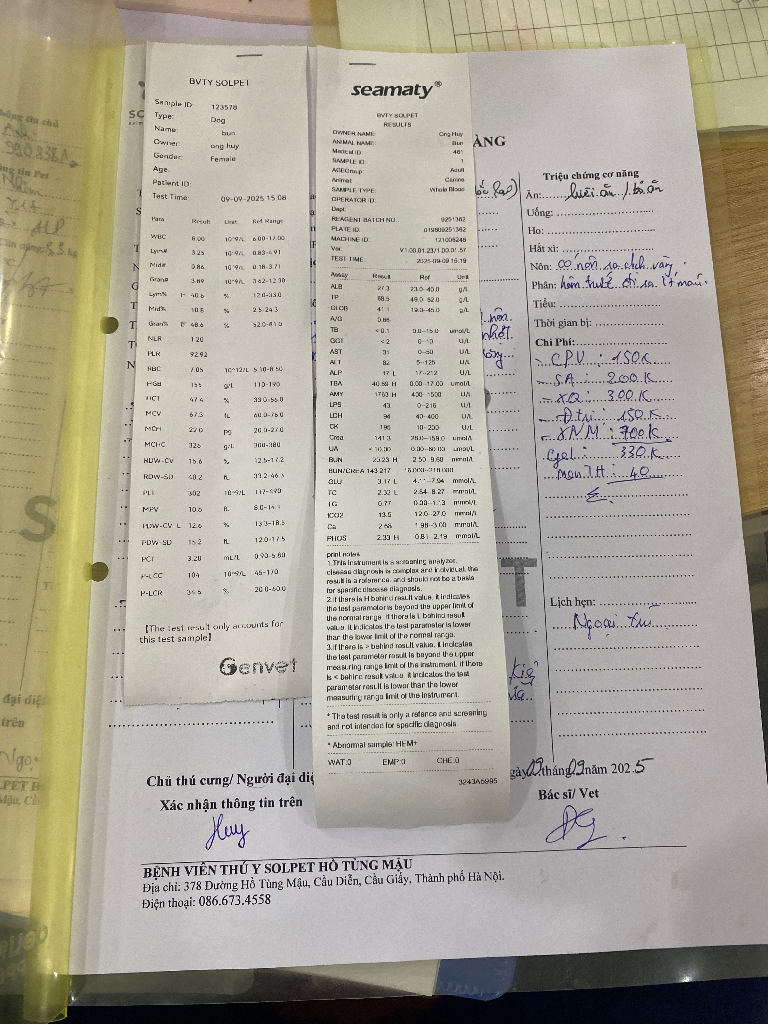 BVTY SOLPET
Sample ID: 123578
Type: Dog
Name: bun
Owner: ong huy
Gender: Female
Age:
Patient ID:
Test Time: 09-09-2025 15:08
Para Result Unit Ref Range
WBC 8.00 10^9/L 6.00-17.00
Lym# 3.25 10^9/L 0.83-4.91
Mid# 0.86 10^9/L 0.18-3.71
Gran# 3.89 10^9/L 3.62-12.30
Lym% H 40.6 % 12.0-33.0
Mid% 10.8 % 2.5-24.3
Gran% 48.6 % 52.0-81.0
NLR 1.20
PLR 92.92
RBC 7.05 10^12/L 5.10-8.50
HGB 155 g/L 110-190
HCT 47.4 % 33.0-56.0
MCV 67.3 fL 60.0-76.0
MCH 22.0 pg 20.0-27.0
MCHC 326 g/L 300-380
RDW-CV 15.6 % 12.5-17.2
RDW-SD 40.2 fL 33.2-46.3
PLT 302 10^9/L 117-490
MPV 10.6 fL 8.0-14.1
PDW-CV L 12.6 % 13.3-18.5
PDW-SD 15.2 fL 12.0-17.5
PCT 3.20 mL/L 0.90-5.80
P-LCC 104 10^9/L 45-170
P-LCR 34.5 % 20.0-60.0
【The test result only accounts for
this test sample】
Genvet
seamaty®
BVTY SOLPET
RESULTS
OWNER NAME: Ong Huy
ANIMAL NAME: Bun
Medical ID: 461
SAMPLE ID: 1
AGEGroup: Adult
Animal: Canine
SAMPLE TYPE: Whole Blood
OPERATOR ID:
Dept:
REAGENT BATCH NO.: 9251362
PLATE ID: 019809251362
MACHINE ID: 121006246
Ver: V1.00.01.23/1.00.01.57
TEST TIME 2025-09-09 15:19
Assay Result Ref Unit
ALB 27.3 23.0-40.0 g/L
TP 68.5 49.0-82.0 g/L
GLOB 41.1 19.0-45.0 g/L
A/G 0.66
TB <0.1 0.0-15.0 umol/L
GGT <2 0-10 U/L
AST 31 0-50 U/L
ALT 82 5-125 U/L
ALP 17 L 17-212 U/L
TBA 40.69 H 0.00-17.00 umol/L
AMY 1763 H 400-1500 U/L
LPS 43 0-216 U/L
LDH 94 40-400 U/L
CK 196 10-200 U/L
Crea 141.3 28.0-159.0 umol/L
UA <10.00 0.00-60.00 umol/L
BUN 20.23 H 2.50-9.60 mmol/L
BUN/CREA 143.217 16.000-218.000
GLU 3.17 L 4.11-7.94 mmol/L
TC 2.32 L 2.84-8.27 mmol/L
TG 0.77 0.00-1.13 mmol/L
tCO2 13.5 12.0-27.0 mmol/L
Ca 2.68 1.98-3.00 mmol/L
PHOS 2.33 H 0.81-2.19 mmol/L
print notes
1.This instrument is a screening analyzer,
disease diagnosis is complex and individual, the
result is a reference, and should not be a basis
for specific disease diagnosis.
2.If there is H behind result value, it indicates
the test parameter is beyond the upper limit of
the normal range. If there is L behind result
value, it indicates the test parameter is lower
than the lower limit of the normal range.
3.If there is > behind result value, it indicates
the test parameter result is beyond the upper
measuring range limit of the instrument, if there
is < behind result value, it indicates the test
parameter result is lower than the lower
measuring range limit of the instrument.
* The test result is only a refence and screening
and not intended for specific diagnosis
* Abnormal sample: HEM+
WAT:0 EMP:0 CHE:0
3243A5995
ÀNG
Triệu chứng cơ năng
Ăn: lười ăn / bỏ ăn
Uống:
Ho:
Hắt xì:
Nôn: có nôn ra dịch vàng
Phân: hôm trước đi ra ít máu
Tiểu:
Thời gian bị:
Chi Phí:
- CPV : 150K
- SA : 200K
- XQ : 300K
- Đtrị : 150K
- XNM : 700K
Gel : 330K
Men TH : 40
Lịch hẹn:
Ngoại trú
ngày 09 tháng 09 năm 2025
Chủ thú cưng/ Người đại diệ
Xác nhận thông tin trên
Huy
Bác sĩ/ Vet
BỆNH VIÊN THÚ Y SOLPET HỒ TÙNG MẬU
Địa chỉ: 378 Đường Hồ Tùng Mậu, Cầu Diễn, Cầu Giấy, Thành phố Hà Nội.
Điện thoại: 086.673.4558